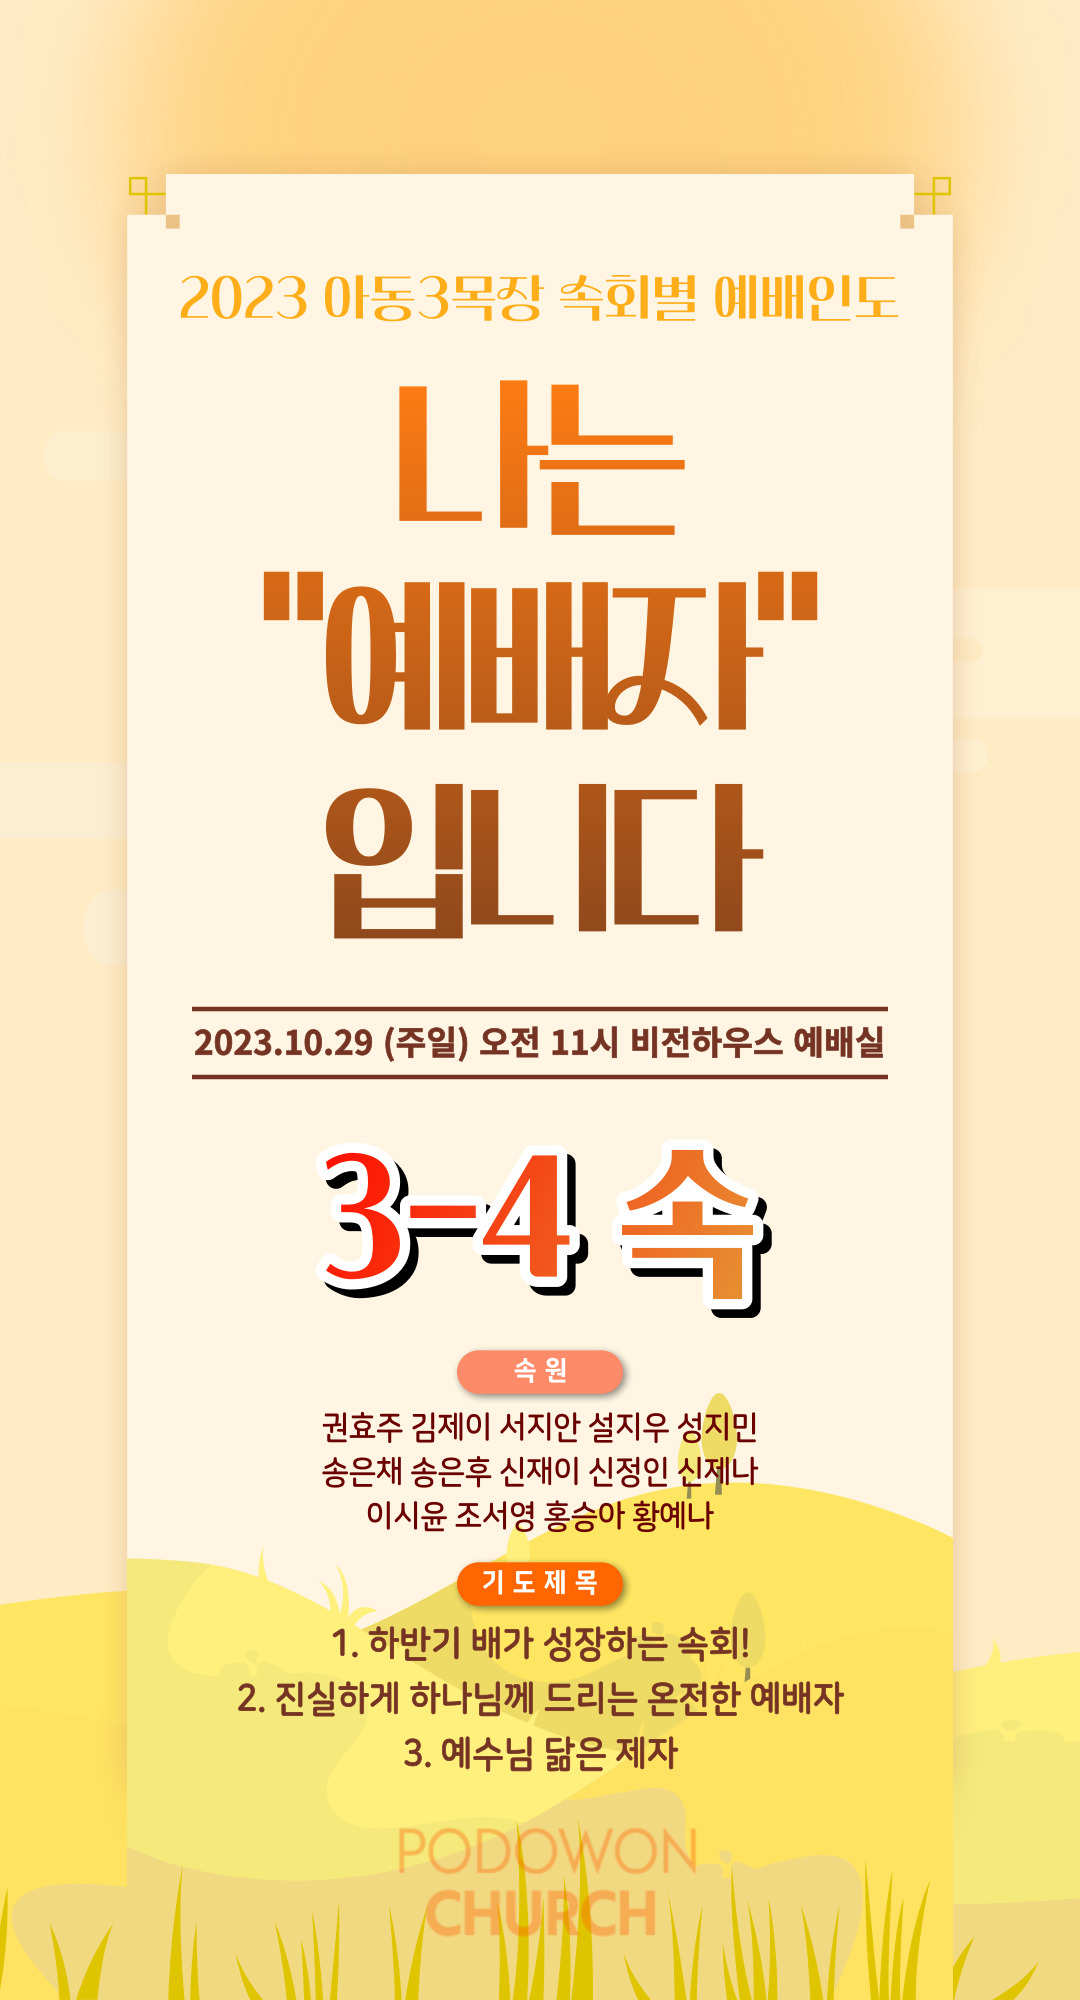 2023 아동3목장 속회별 예배인도
나는
"예배자"
입니다
2023.10.29 (주일) 오전 11시 비전하우스 예배실
3-4 속
속 원
권효주 김제이 서지안 설지우 성지민
송은채 송은후 신재이 신정인 신제나
이시윤 조서영 홍승아 황예나
기 도 제 목
1. 하반기 배가 성장하는 속회!
2. 진실하게 하나님께 드리는 온전한 예배자
3. 예수님 닮은 제자
PODOWON
CHURCH